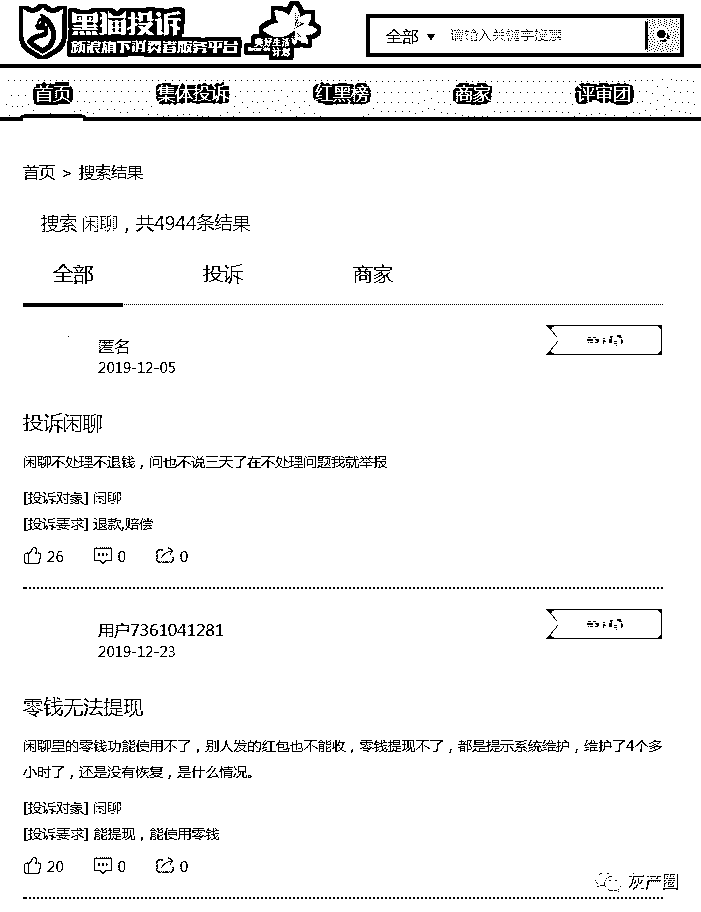 黑猫投诉
新浪旗下消费者服务平台
全部 ▼
首页 集体投诉 红黑榜 商家 评审团
首页 > 搜索结果
搜索 闲聊，共4944条结果
全部 投诉 商家
匿名
2019-12-05
投诉闲聊
闲聊不处理不退钱，问也不说三天了在不处理问题我就举报
[投诉对象] 闲聊
[投诉要求] 退款,赔偿
26 0 0
用户7361041281
2019-12-23
零钱无法提现
闲聊里的零钱功能使用不了，别人发的红包也不能收，零钱提现不了，都是提示系统维护，维护了4个多
小时了，还是没有恢复，是什么情况。
[投诉对象] 闲聊
[投诉要求] 能提现，能使用零钱
20 0 0
灰产圈